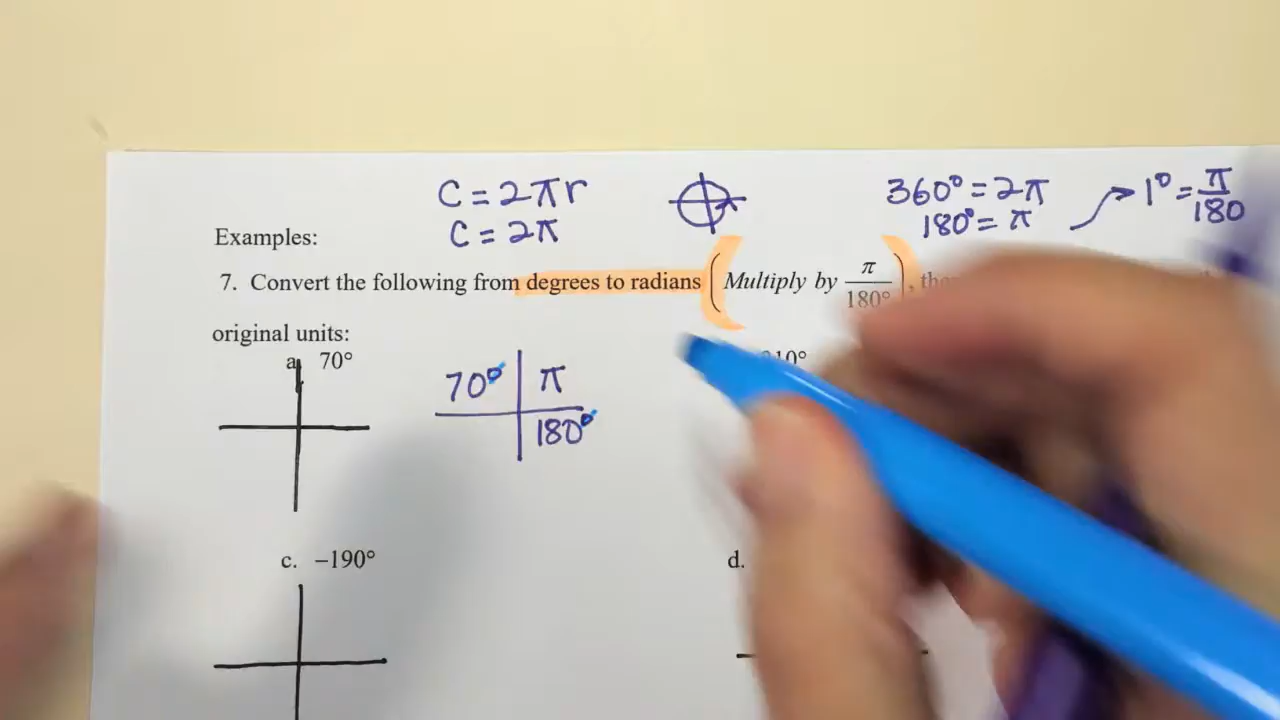 C = 2πr
C = 2π
360° = 2π
180° = π
1° = π/180
Examples:
7. Convert the following from degrees to radians (Multiply by π/180°),
original units:
a. 70°
70° | π
180°
c. −190°
d.